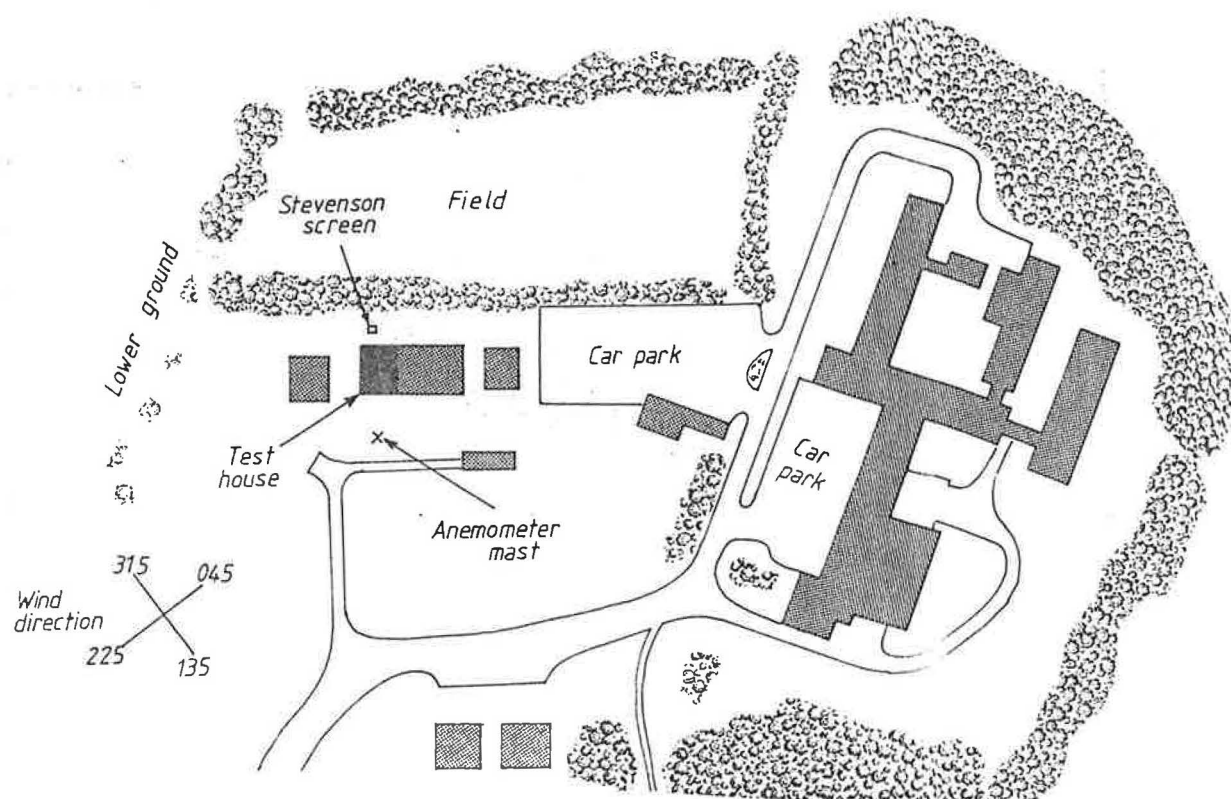 Field
Stevenson
screen
Lower ground
Car park
Test
house
Car
park
Anemometer
mast
315
045
Wind
direction
225
135